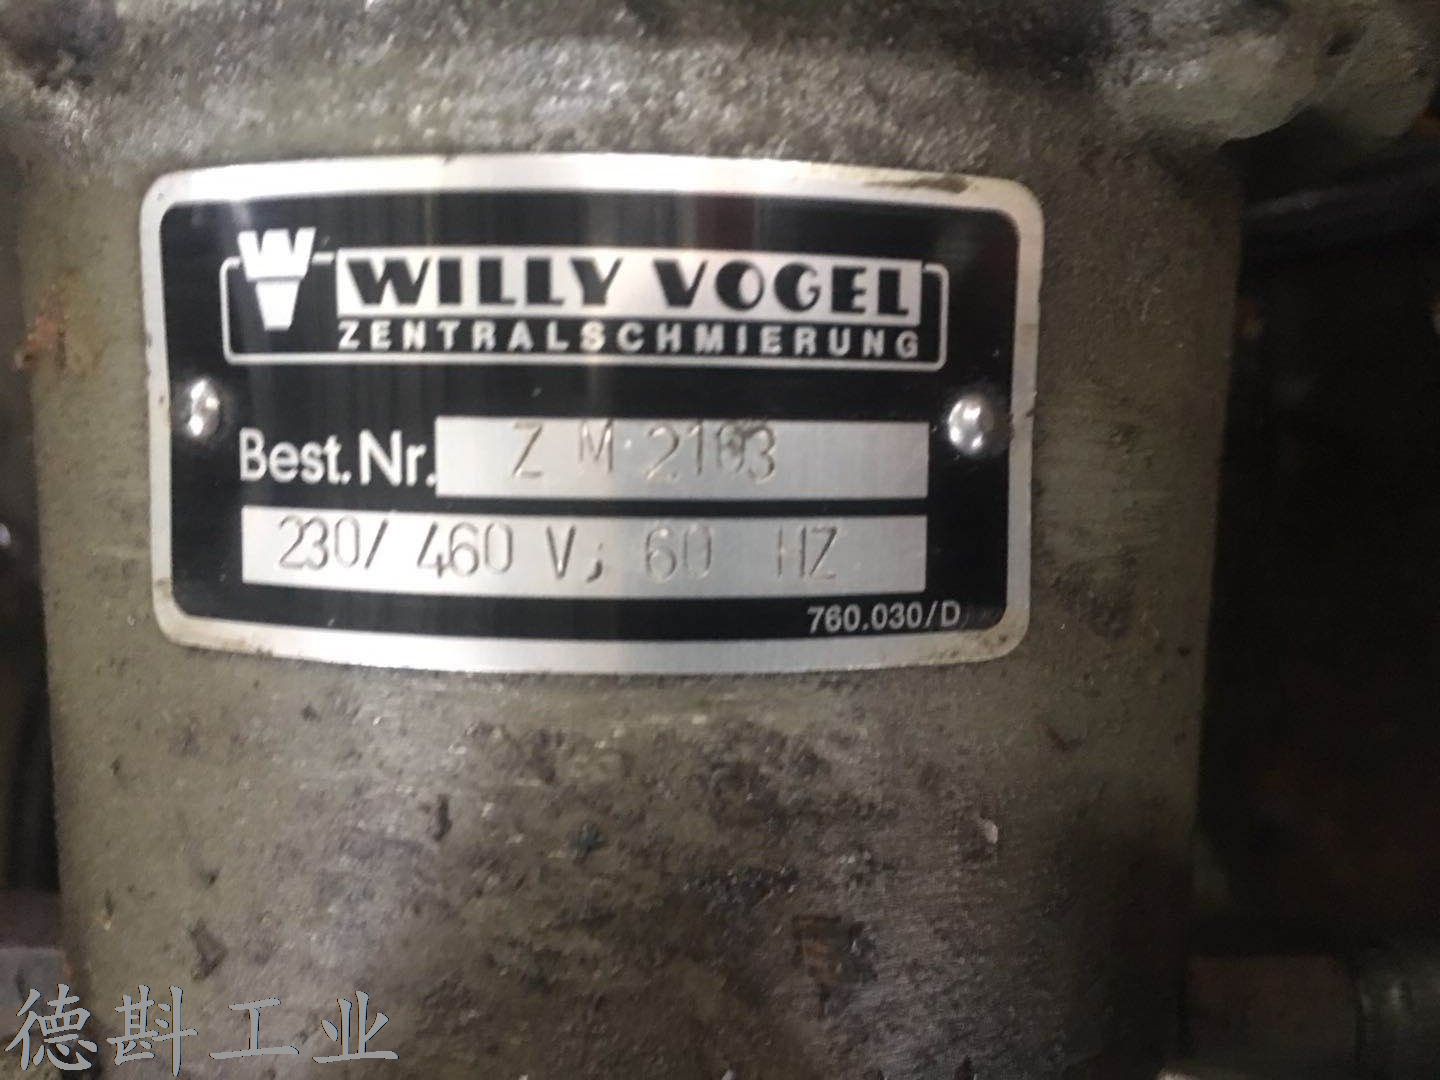 WILLY VOGEL
ZENTRALSCHMIERUNG
Best.Nr. Z M 2103
230/ 460 V, 60 HZ
760.030/D
德斟工业